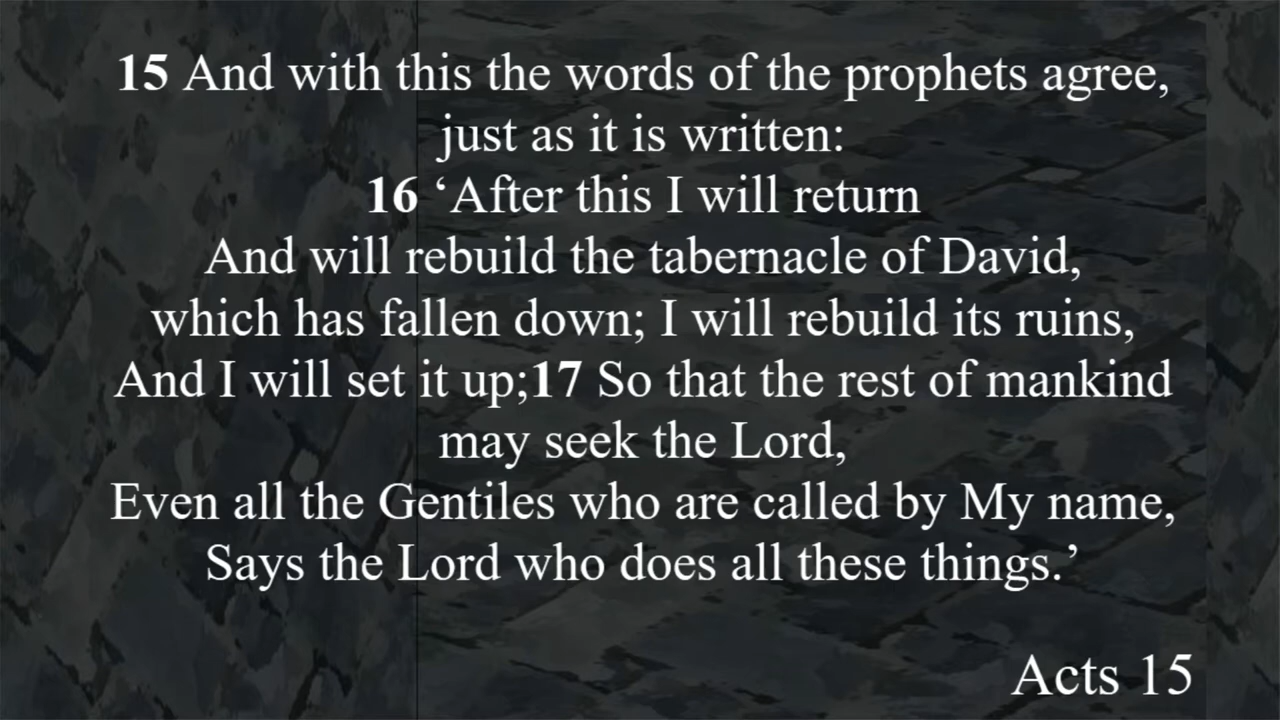 15 And with this the words of the prophets agree,
just as it is written:
16 ‘After this I will return
And will rebuild the tabernacle of David,
which has fallen down; I will rebuild its ruins,
And I will set it up;17 So that the rest of mankind
may seek the Lord,
Even all the Gentiles who are called by My name,
Says the Lord who does all these things.’
Acts 15